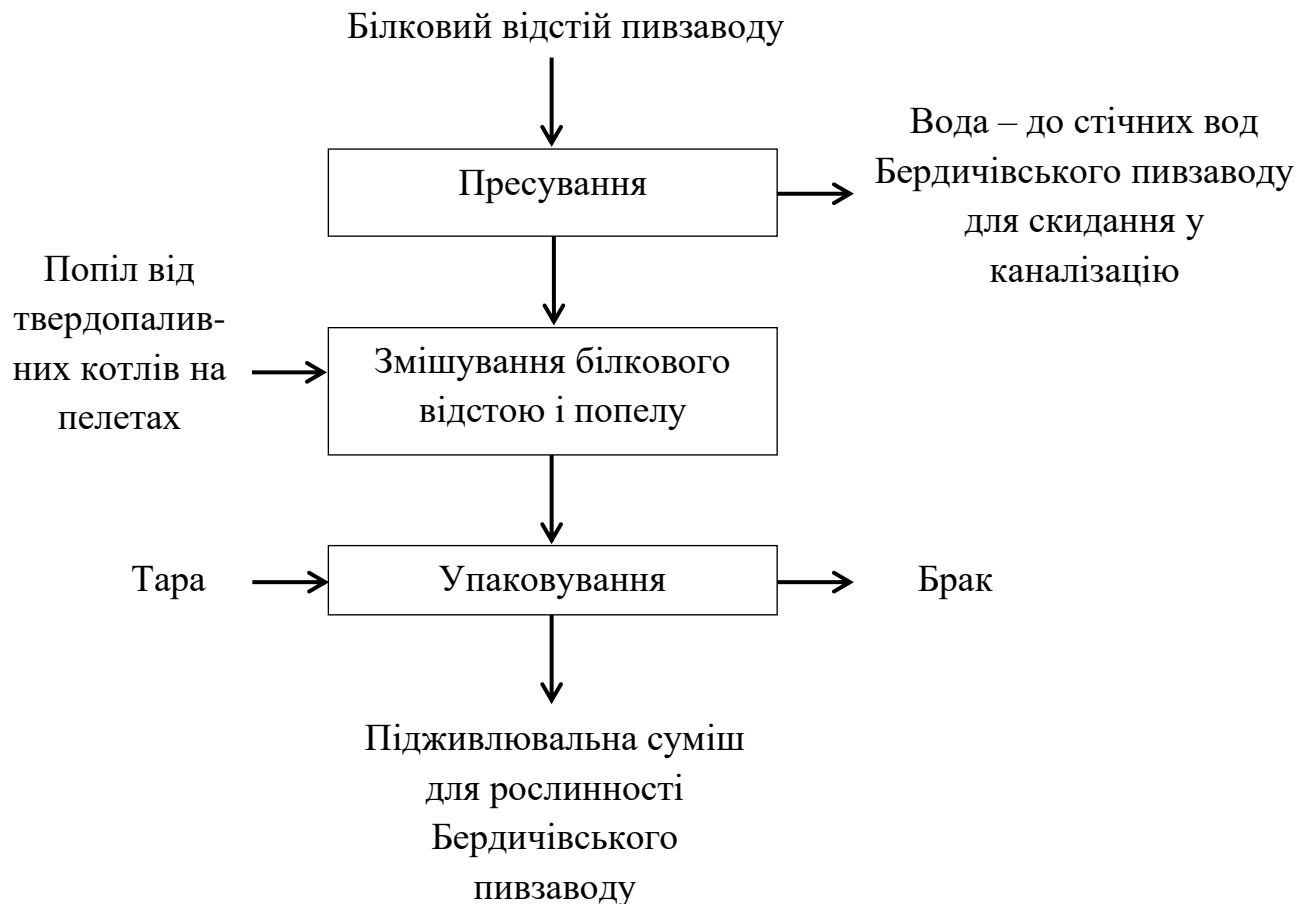 Білковий відстій пивзаводу
Пресування
Вода – до стічних вод
Бердичівського пивзаводу
для скидання у
каналізацію
Попіл від
твердопалив-
них котлів на
пелетах
Змішування білкового
відстою і попелу
Тара
Упаковування
Брак
Підживлювальна суміш
для рослинності
Бердичівського
пивзаводу